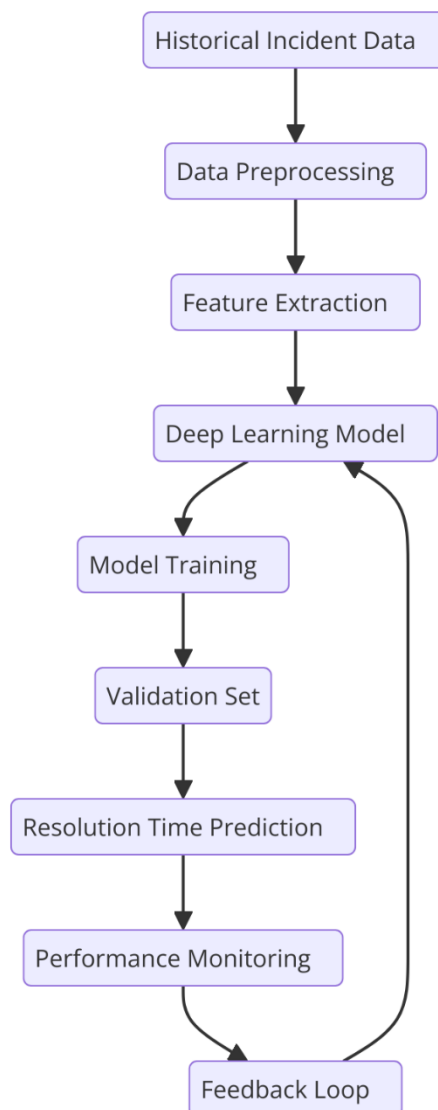 Historical Incident Data
Data Preprocessing
Feature Extraction
Deep Learning Model
Model Training
Validation Set
Resolution Time Prediction
Performance Monitoring
Feedback Loop